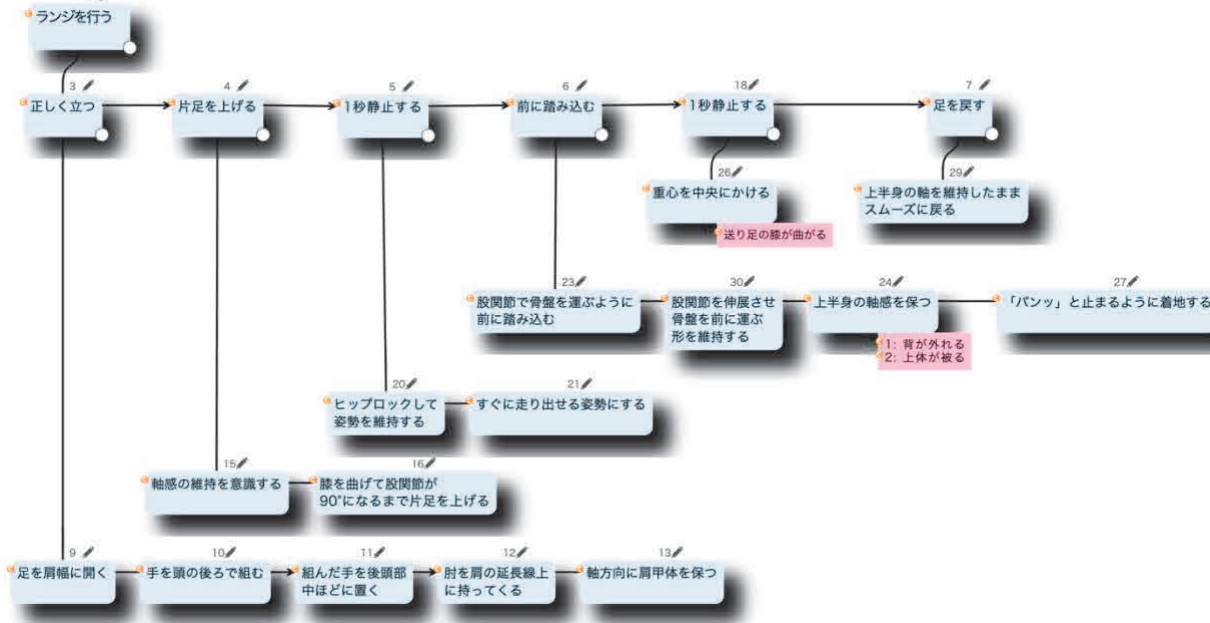 ランジを行う
3
正しく立つ
4
片足を上げる
5
1秒静止する
6
前に踏み込む
18
1秒静止する
7
足を戻す
26
重心を中央にかける
送り足の膝が曲がる
29
上半身の軸を維持したまま
スムーズに戻る
23
股関節で骨盤を運ぶように
前に踏み込む
30
股関節を伸展させ
骨盤を前に運ぶ
形を維持する
24
上半身の軸感を保つ
1: 背が外れる
2: 上体が被る
27
「パンッ」と止まるように着地する
20
ヒップロックして
姿勢を維持する
21
すぐに走り出せる姿勢にする
15
軸感の維持を意識する
16
膝を曲げて股関節が
90°になるまで片足を上げる
9
足を肩幅に開く
10
手を頭の後ろで組む
11
組んだ手を後頭部
中ほどに置く
12
肘を肩の延長線上
に持ってくる
13
軸方向に肩甲体を保つ